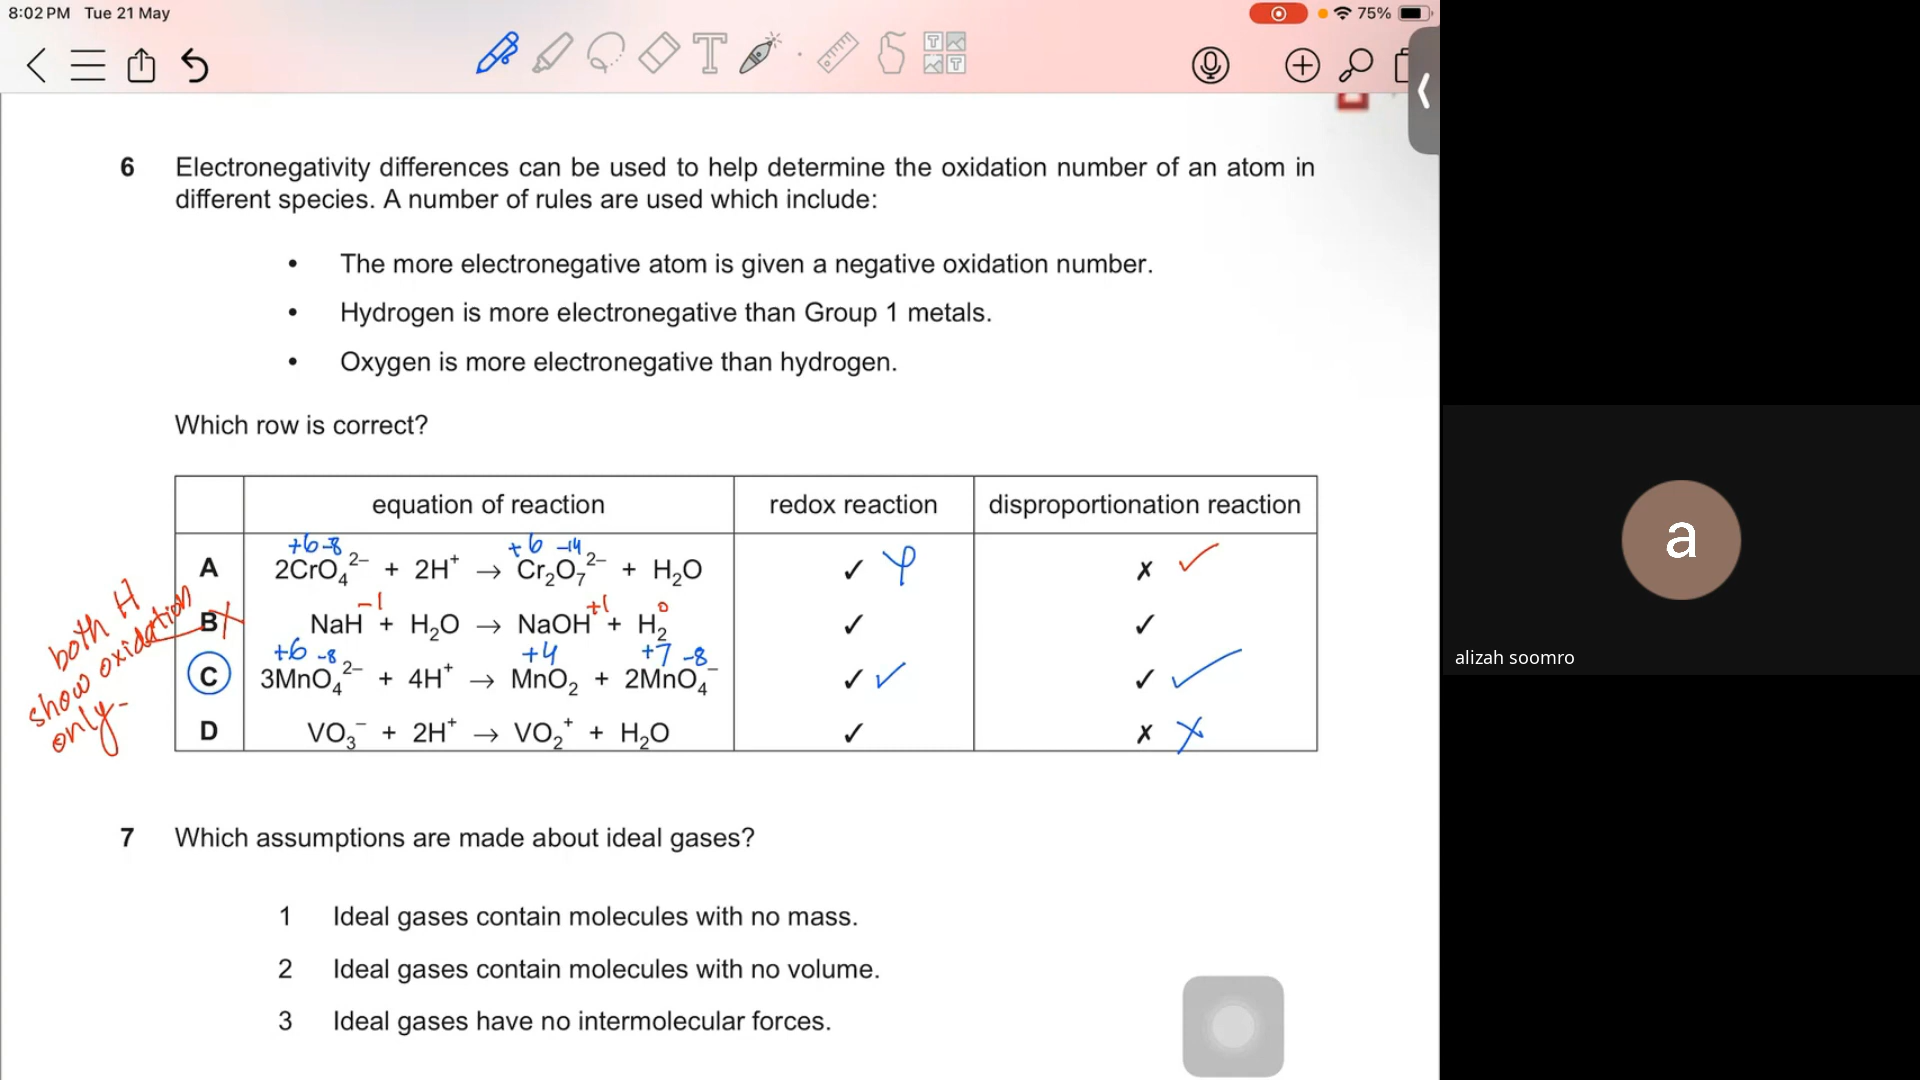 8:02 PM Tue 21 May
75%
6 Electronegativity differences can be used to help determine the oxidation number of an atom in
different species. A number of rules are used which include:
• The more electronegative atom is given a negative oxidation number.
• Hydrogen is more electronegative than Group 1 metals.
• Oxygen is more electronegative than hydrogen.
Which row is correct?
equation of reaction redox reaction disproportionation reaction
+6 -8 +6 -14
A 2CrO₄²⁻ + 2H⁺ → Cr₂O₇²⁻ + H₂O ✓ ✗ ✓
-1 +1 0
B ✗ NaH + H₂O → NaOH + H₂ ✓ ✓
+6 -8 +4 +7 -8
C 3MnO₄²⁻ + 4H⁺ → MnO₂ + 2MnO₄⁻ ✓ ✓ ✓ ✓
D VO₃⁻ + 2H⁺ → VO₂⁺ + H₂O ✓ ✗ ✗
both H
show oxidation
only-
7 Which assumptions are made about ideal gases?
1 Ideal gases contain molecules with no mass.
2 Ideal gases contain molecules with no volume.
3 Ideal gases have no intermolecular forces.
a
alizah soomro